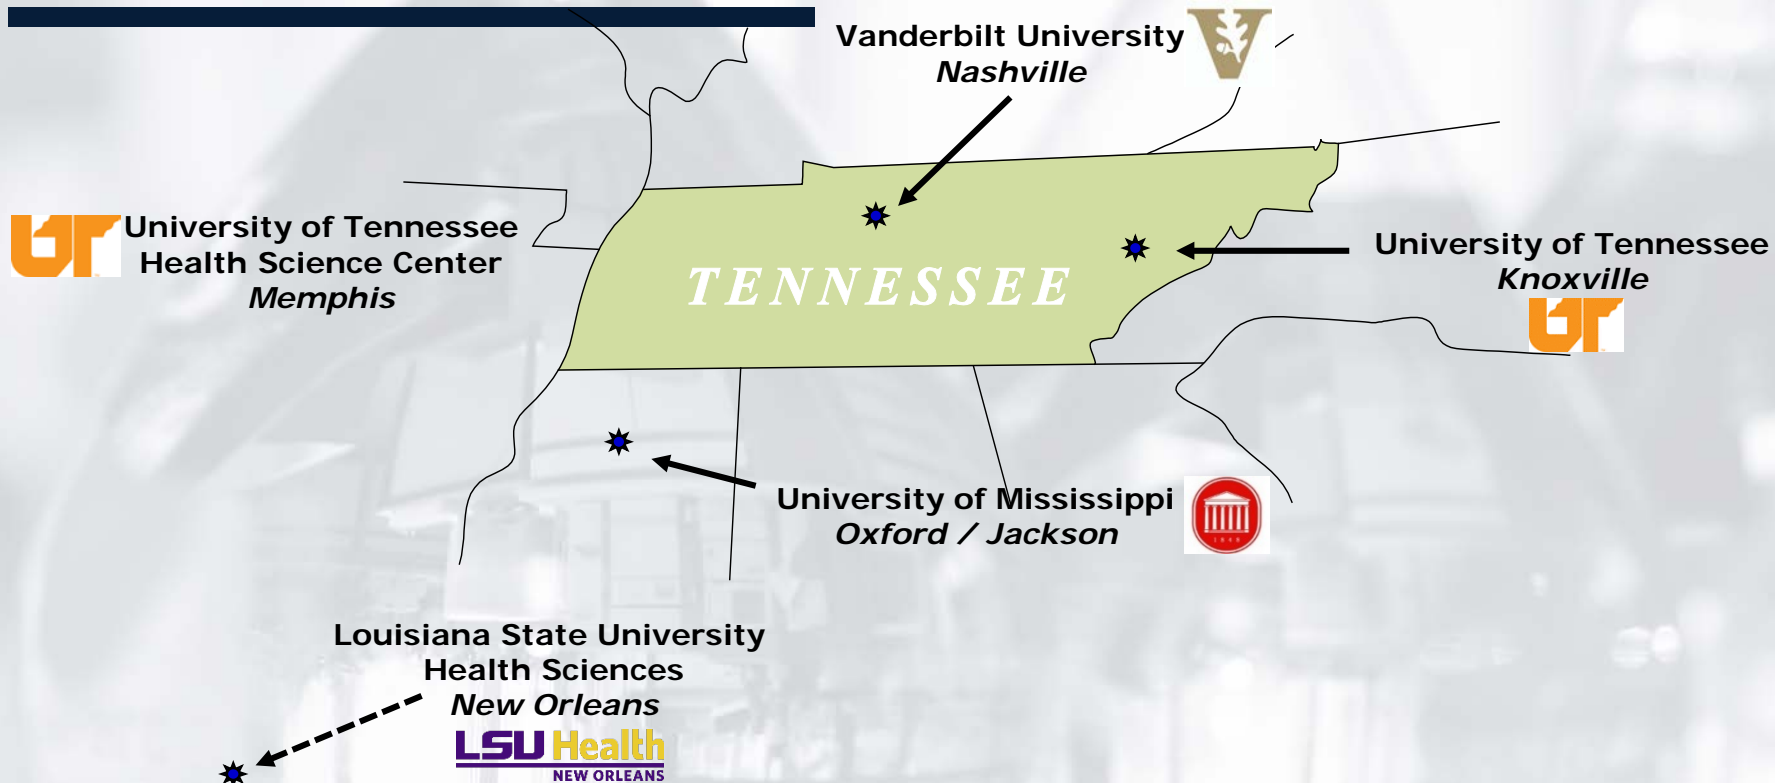 Vanderbilt University
Nashville
University of Tennessee
Health Science Center
Memphis
University of Tennessee
Knoxville
TENNESSEE
University of Mississippi
Oxford / Jackson
1848
Louisiana State University
Health Sciences
New Orleans
LSU Health
NEW ORLEANS